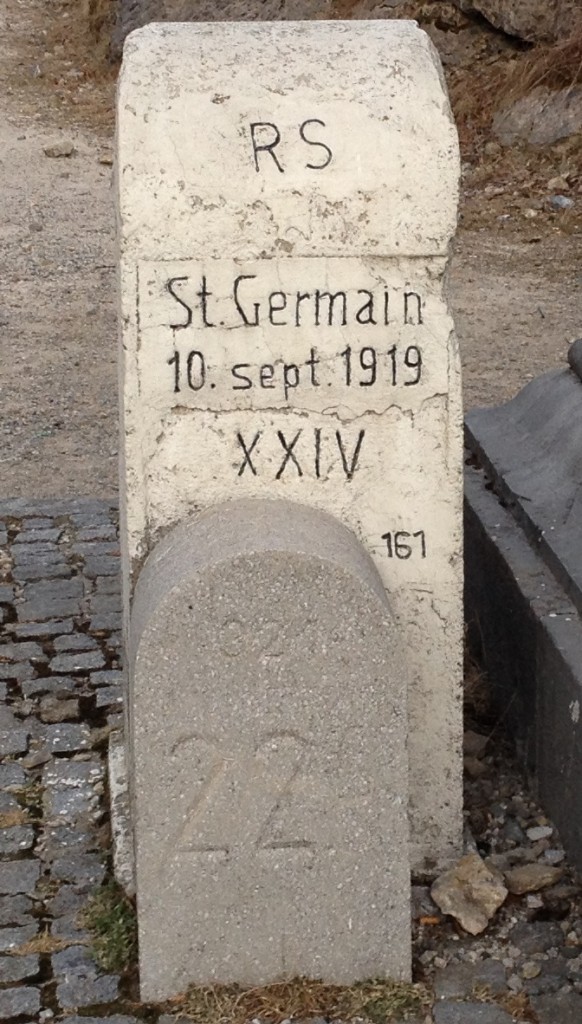 RS
St. Germain
10. sept. 1919
XXIV
161
22